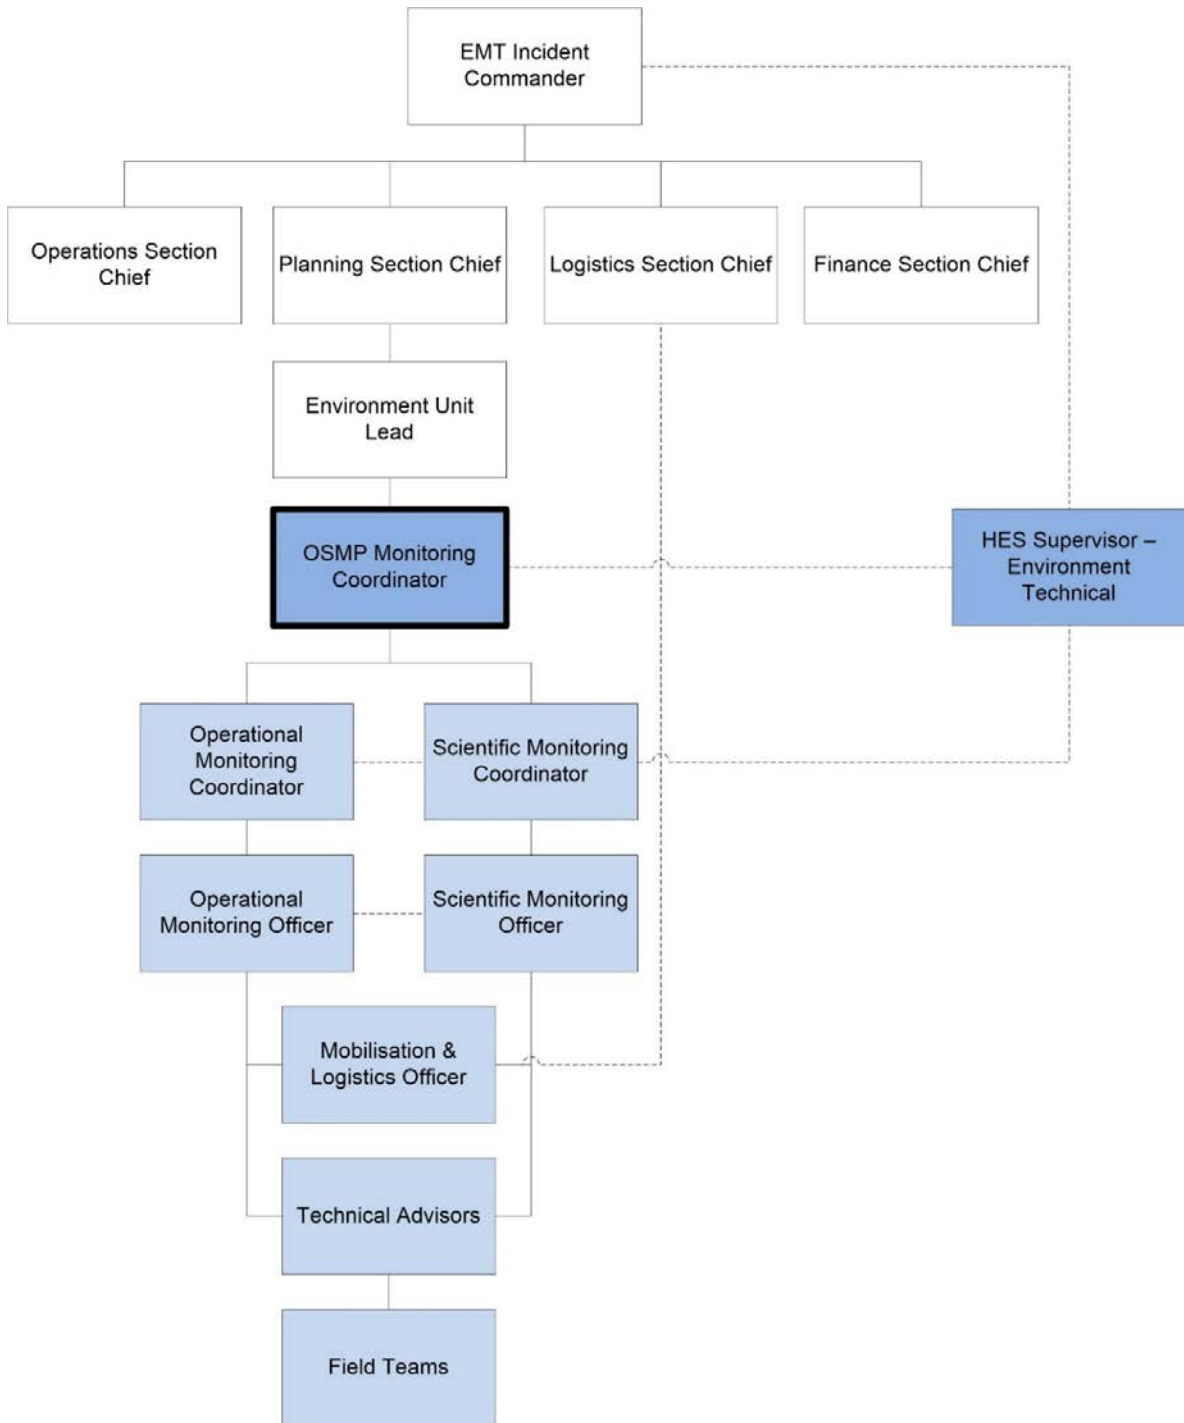 EMT Incident
Commander
Operations Section
Chief
Planning Section Chief
Logistics Section Chief
Finance Section Chief
Environment Unit
Lead
OSMP Monitoring
Coordinator
HES Supervisor –
Environment
Technical
Operational
Monitoring
Coordinator
Scientific Monitoring
Coordinator
Operational
Monitoring Officer
Scientific Monitoring
Officer
Mobilisation &
Logistics Officer
Technical Advisors
Field Teams